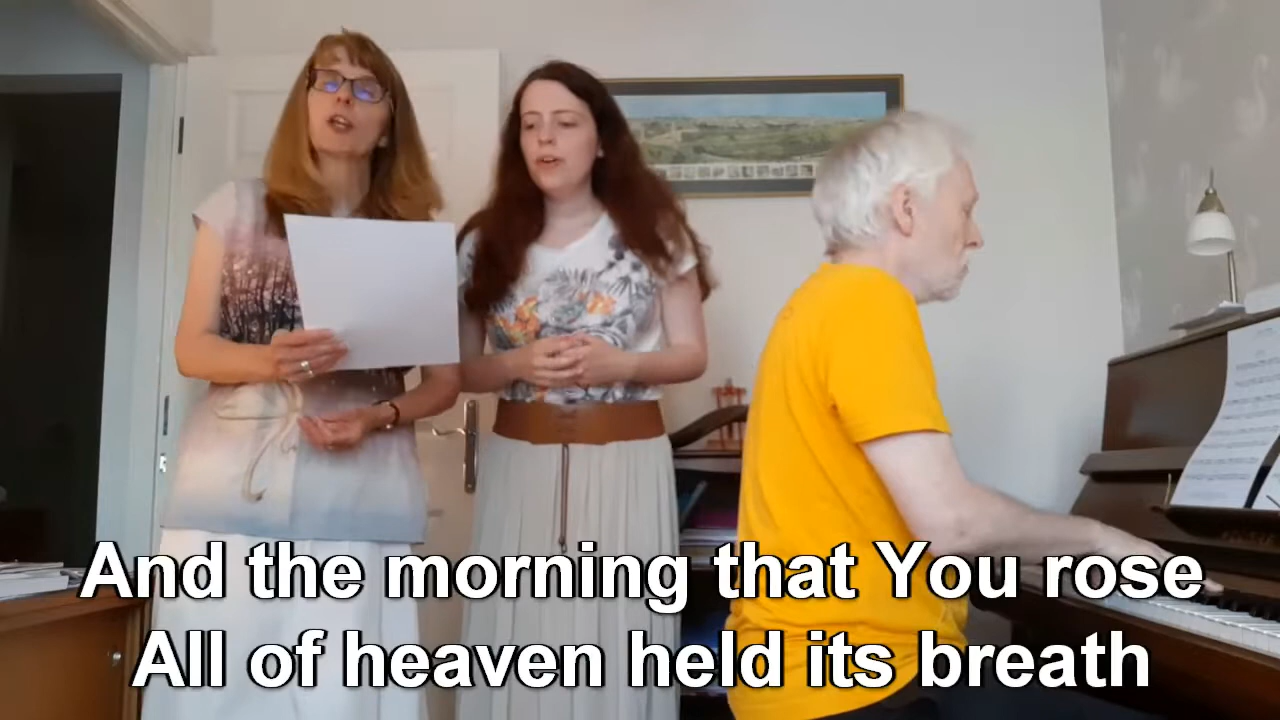 And the morning that You rose
All of heaven held its breath